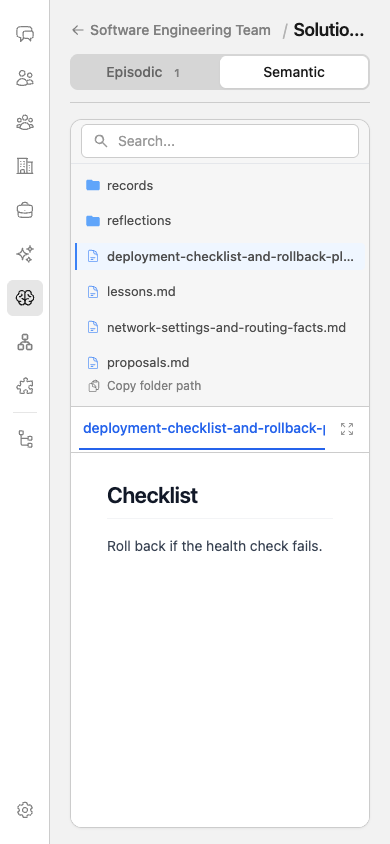 Software Engineering Team / Solutio...
Episodic 1 Semantic
Search...
records
reflections
deployment-checklist-and-rollback-pl...
lessons.md
network-settings-and-routing-facts.md
proposals.md
Copy folder path
deployment-checklist-and-rollback-p
Checklist
Roll back if the health check fails.